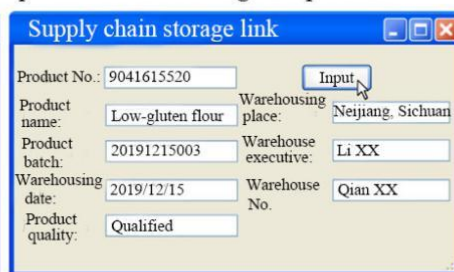 Supply chain storage link
Product No.: 9041615520 Input
Product name: Low-gluten flour Warehousing place: Neijiang, Sichuan
Product batch: 20191215003 Warehouse executive: Li XX
Warehousing date: 2019/12/15 Warehouse No. Qian XX
Product quality: Qualified